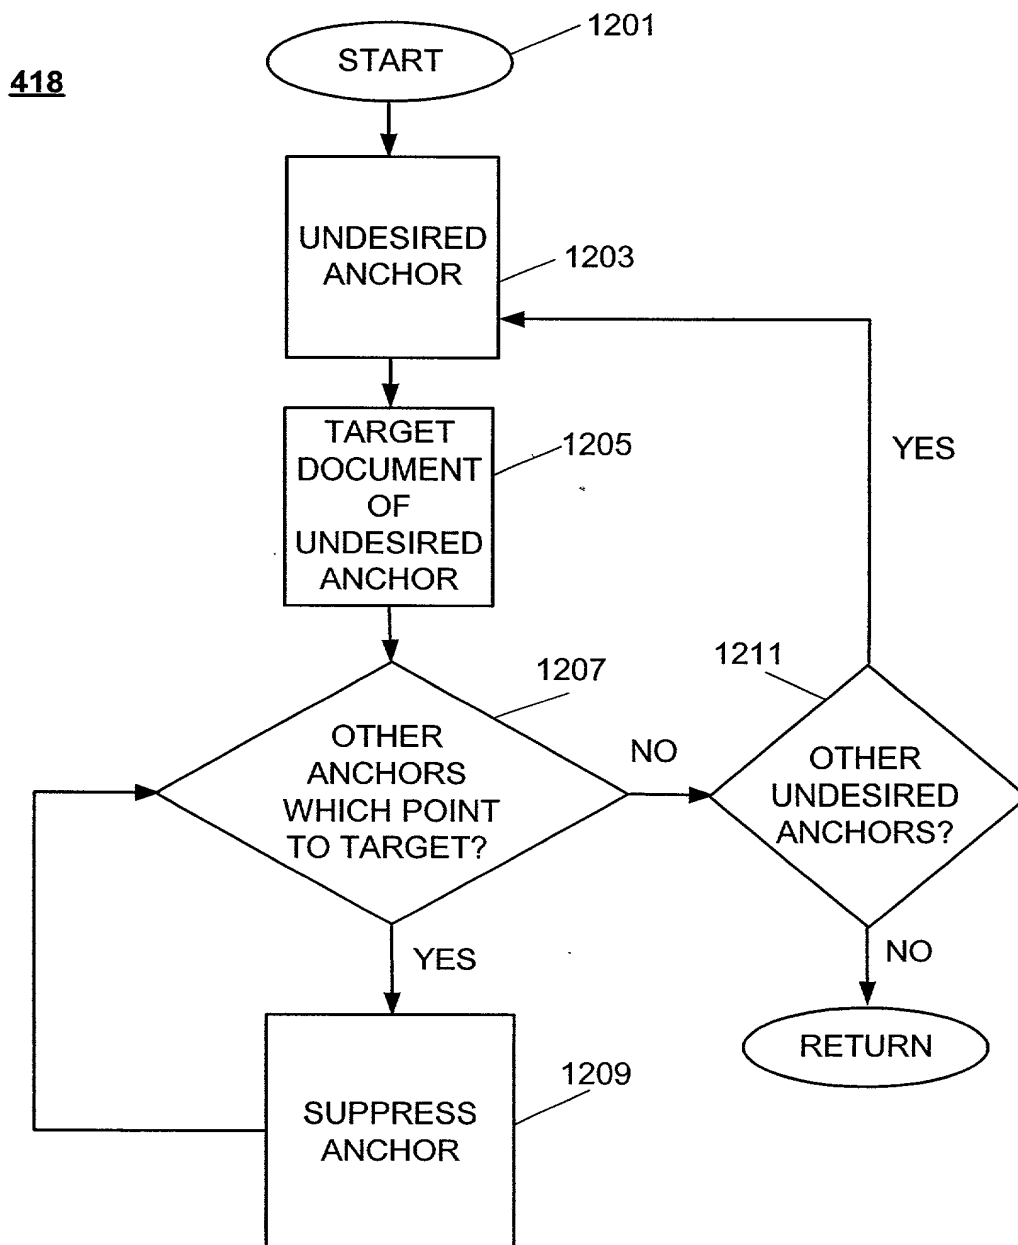 1201
START
418
UNDESIRED
ANCHOR
1203
TARGET
DOCUMENT
OF
UNDESIRED
ANCHOR
1205
YES
1207
1211
OTHER
ANCHORS
WHICH POINT
TO TARGET?
NO
OTHER
UNDESIRED
ANCHORS?
YES
NO
RETURN
1209
SUPPRESS
ANCHOR